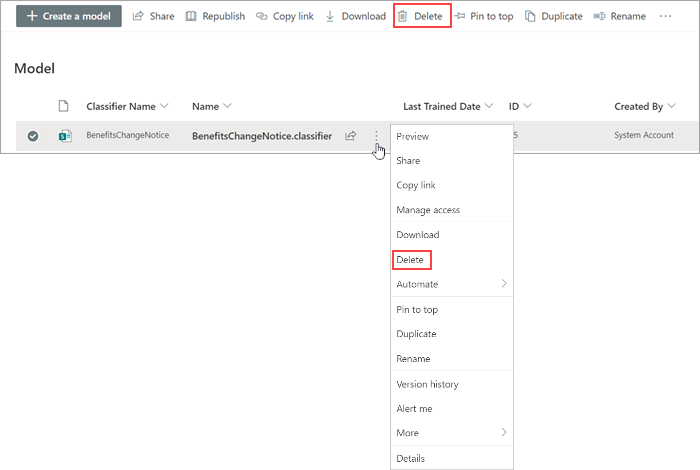 + Create a model Share Republish Copy link Download Delete Pin to top Duplicate Rename ...
Model
Classifier Name Name Last Trained Date ID Created By
BenefitsChangeNotice BenefitsChangeNotice.classifier 5 System Account
Preview
Share
Copy link
Manage access
Download
Delete
Automate
Pin to top
Duplicate
Rename
Version history
Alert me
More
Details